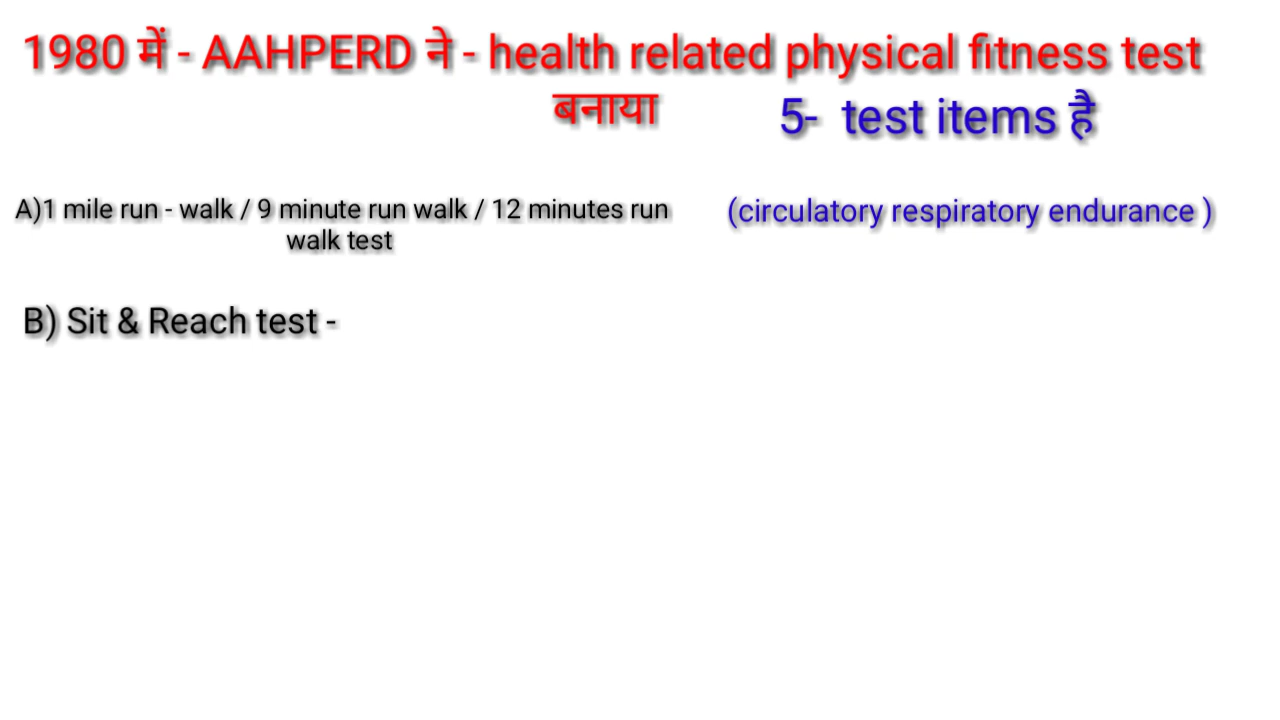 1980 में - AAHPERD ने - health related physical fitness test
बनाया
5- test items है
A)1 mile run - walk / 9 minute run walk / 12 minutes run
walk test
(circulatory respiratory endurance )
B) Sit & Reach test -